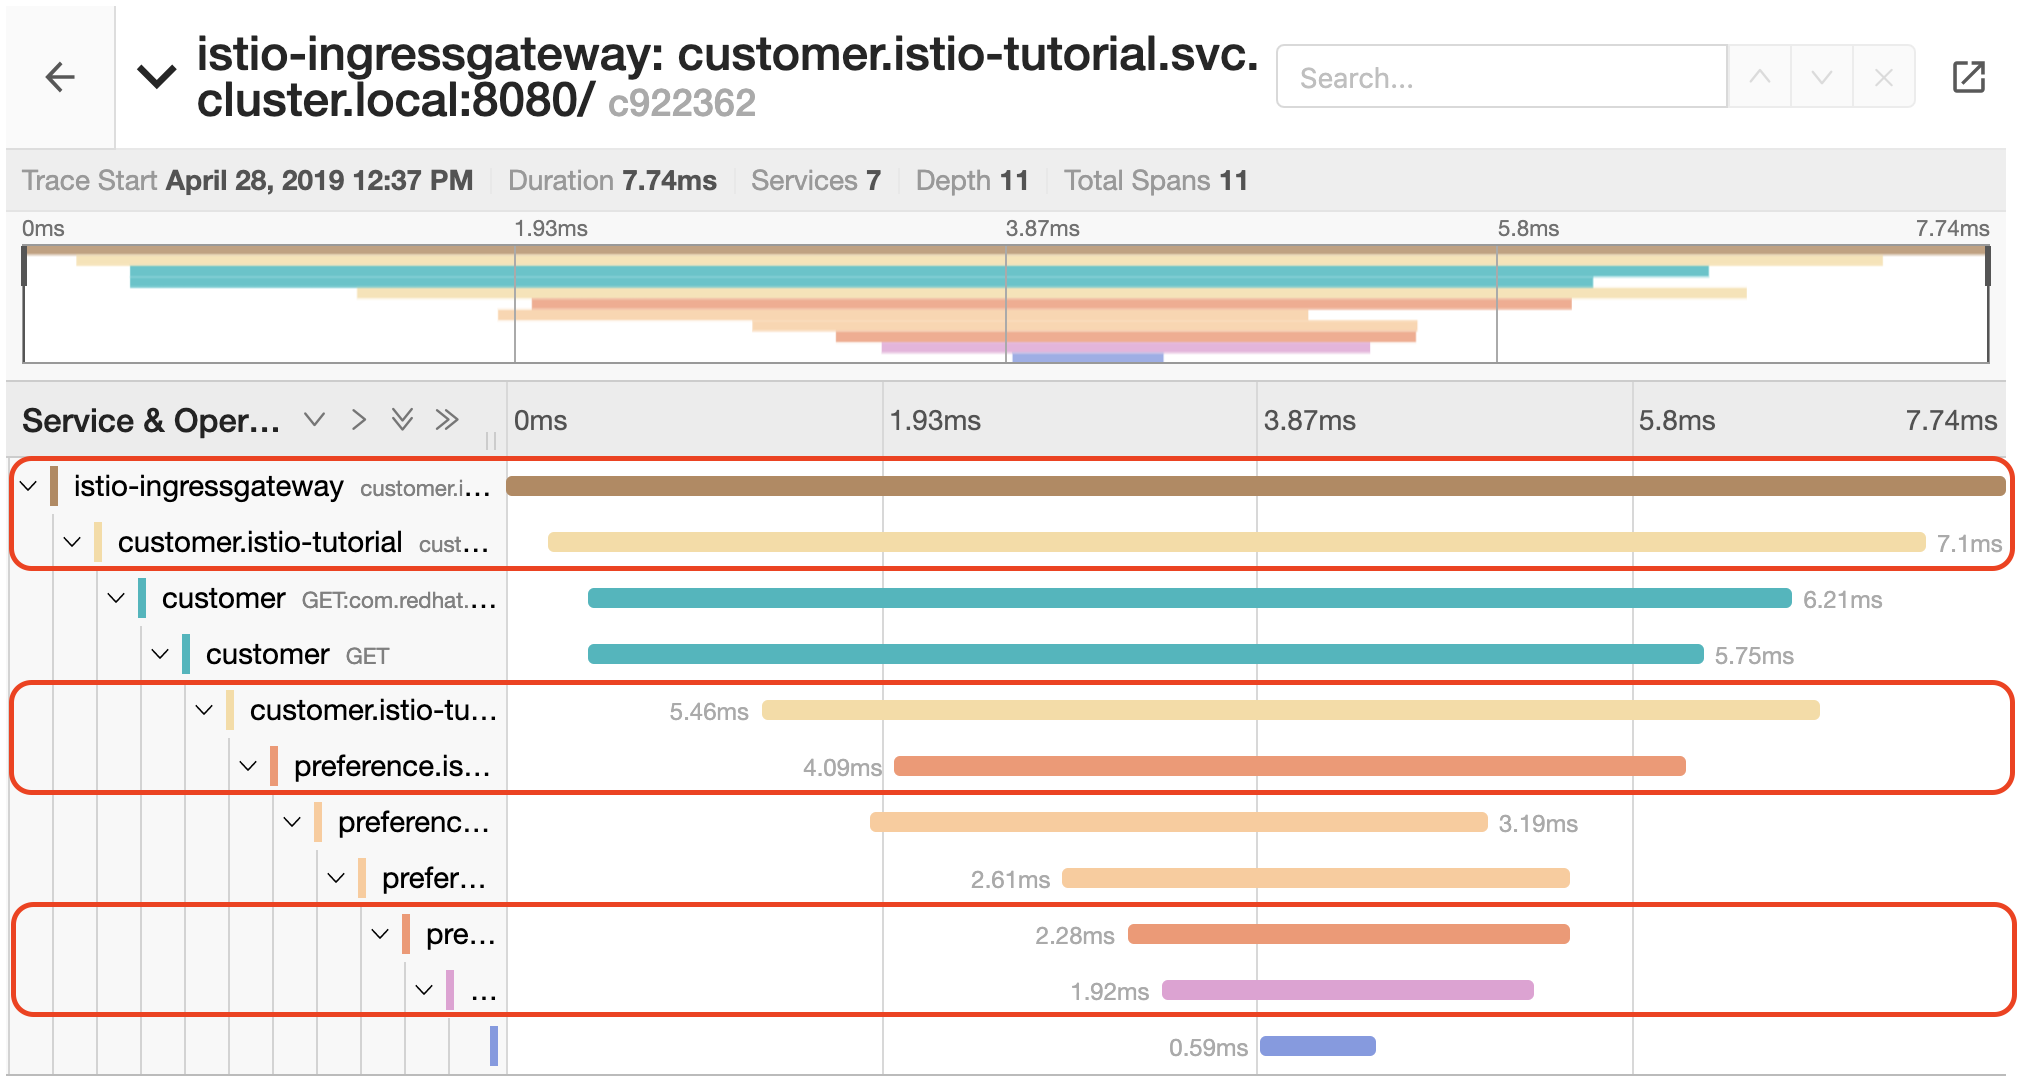 istio-ingressgateway: customer.istio-tutorial.svc.
cluster.local:8080/ c922362
Search...
Trace Start April 28, 2019 12:37 PM Duration 7.74ms Services 7 Depth 11 Total Spans 11
0ms 1.93ms 3.87ms 5.8ms 7.74ms
Service & Oper... 0ms 1.93ms 3.87ms 5.8ms 7.74ms
istio-ingressgateway customer.i...
customer.istio-tutorial cust... 7.1ms
customer GET:com.redhat.... 6.21ms
customer GET 5.75ms
customer.istio-tu... 5.46ms
preference.is... 4.09ms
preferenc... 3.19ms
prefer... 2.61ms
pre... 2.28ms
... 1.92ms
0.59ms